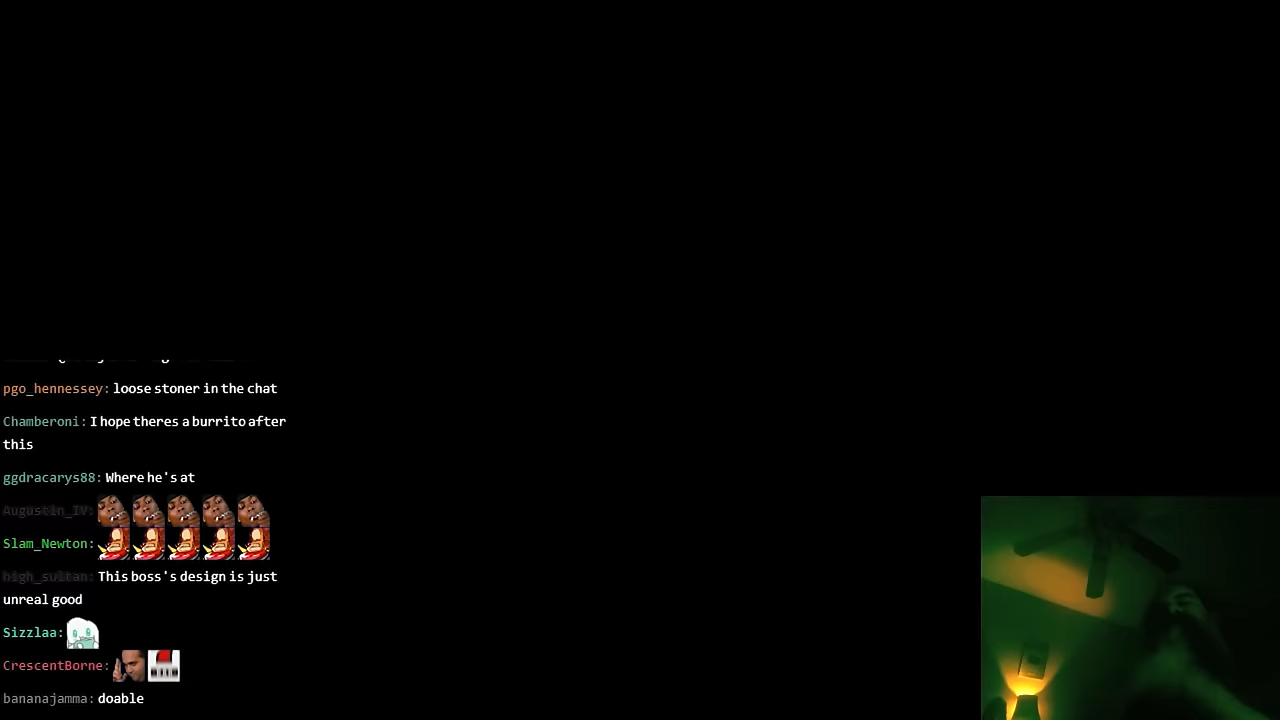 pgo_hennessey: loose stoner in the chat
Chamberoni: I hope theres a burrito after
this
ggdracarys88: Where he's at
Augustin_IV:
Slam_Newton:
high_sultan: This boss's design is just
unreal good
Sizzlaa:
CrescentBorne:
bananajamma: doable